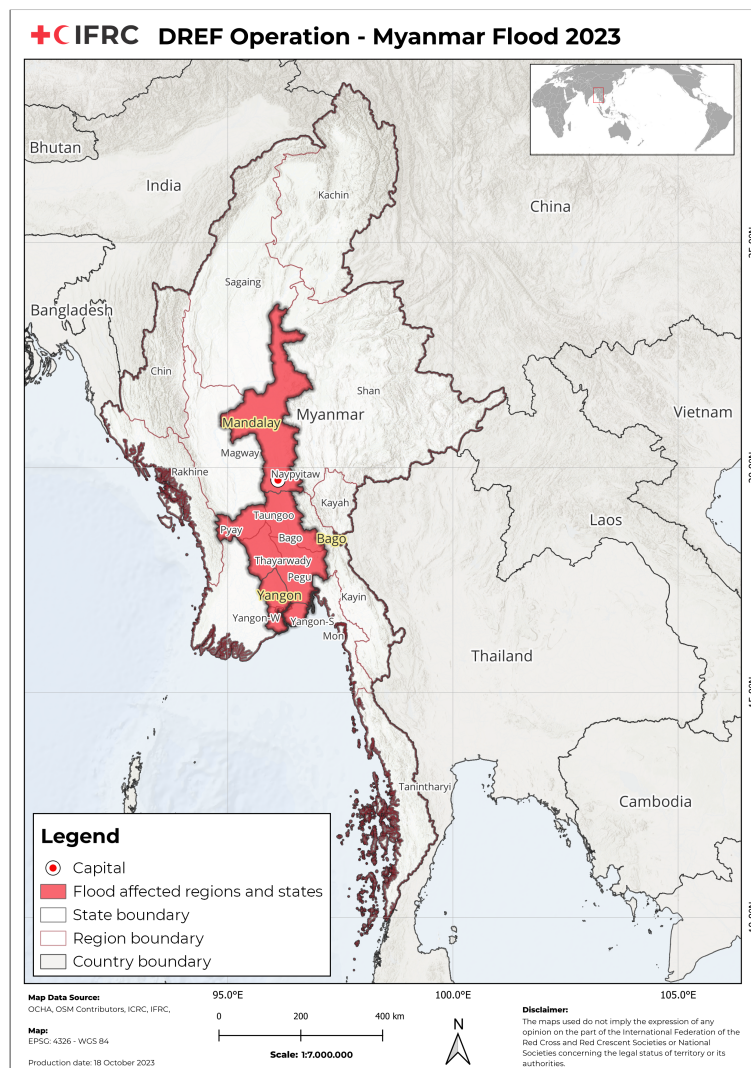 IFRC DREF Operation - Myanmar Flood 2023
Bhutan
India
China
Kachin
Sagaing
Bangladesh
Chin
Shan
Mandalay
Myanmar
Vietnam
Magway
Rakhine
Naypyitaw
Kayah
Laos
Taungoo
Pyay
Bago
Bago
Thayarwady
Pegu
Yangon
Kayin
Yangon-W
Yangon-S
Mon
Thailand
Tanintharyi
Cambodia
Legend
Capital
Flood affected regions and states
State boundary
Region boundary
Country boundary
95.0°E
100.0°E
105.0°E
Map Data Source:
OCHA, OSM Contributors, ICRC, IFRC,
Map:
EPSG: 4326 - WGS 84
Production date: 18 October 2023
0 200 400 km
Scale: 1:7.000.000
N
Disclaimer:
The maps used do not imply the expression of any
opinion on the part of the International Federation of the
Red Cross and Red Crescent Societies or National
Societies concerning the legal status of territory or its
authorities.